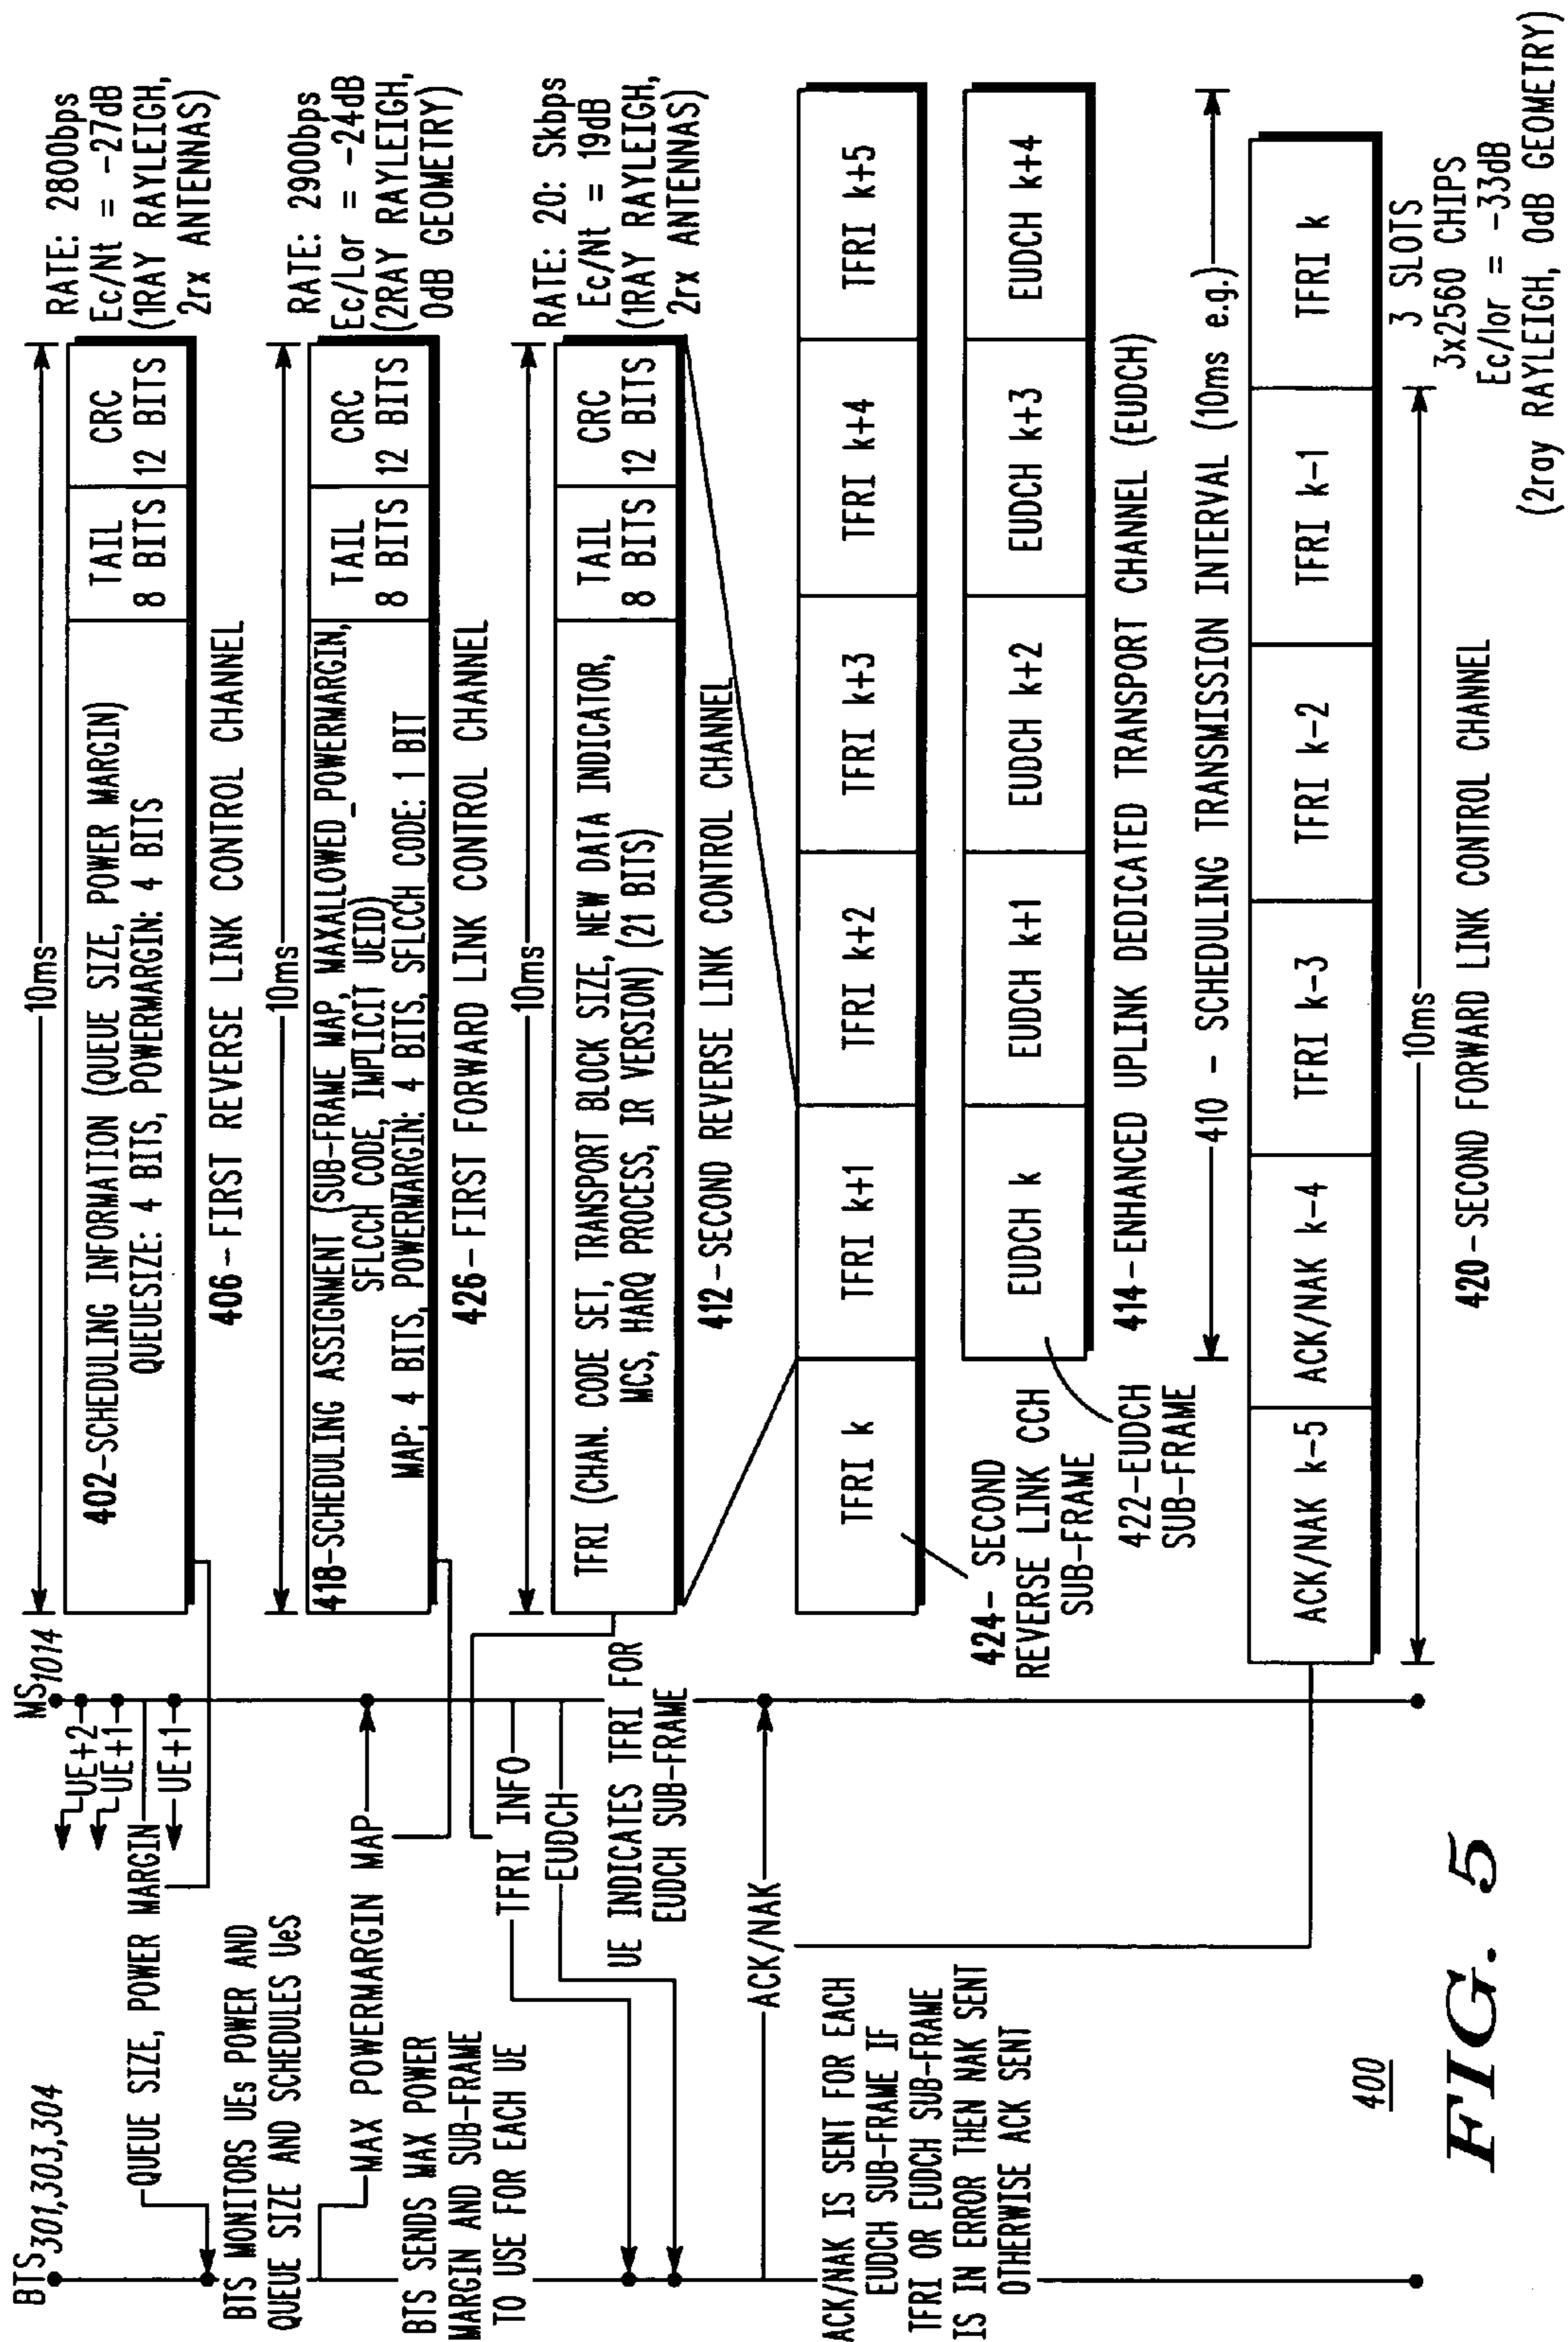 BTS 301,303,304
MS 1014
UE+2
UE+1
UE+1
QUEUE SIZE, POWER MARGIN
BTS MONITORS UEs POWER AND
QUEUE SIZE AND SCHEDULES UeS
MAX POWERMARGIN MAP
BTS SENDS MAX POWER
MARGIN AND SUB-FRAME
TO USE FOR EACH UE
TFRI INFO
EUDCH
UE INDICATES TFRI FOR
EUDCH SUB-FRAME
ACK/NAK
ACK/NAK IS SENT FOR EACH
EUDCH SUB-FRAME IF
TFRI OR EUDCH SUB-FRAME
IS IN ERROR THEN NAK SENT
OTHERWISE ACK SENT
10ms
402-SCHEDULING INFORMATION (QUEUE SIZE, POWER MARGIN)
QUEUESIZE: 4 BITS, POWERMARGIN: 4 BITS
TAIL
8 BITS
CRC
12 BITS
RATE: 2800bps
Ec/Nt = -27dB
(1RAY RAYLEIGH,
2rx ANTENNAS)
406-FIRST REVERSE LINK CONTROL CHANNEL
10ms
418-SCHEDULING ASSIGNMENT (SUB-FRAME MAP, MAXALLOWED_POWERMARGIN,
SFLCCH CODE, IMPLICIT UEID)
MAP: 4 BITS, POWERMARGIN: 4 BITS, SFLCCH CODE: 1 BIT
TAIL
8 BITS
CRC
12 BITS
RATE: 2900bps
Ec/Lor = -24dB
(2RAY RAYLEIGH,
0dB GEOMETRY)
426-FIRST FORWARD LINK CONTROL CHANNEL
10ms
TFRI (CHAN. CODE SET, TRANSPORT BLOCK SIZE, NEW DATA INDICATOR,
MCS, HARQ PROCESS, IR VERSION) (21 BITS)
TAIL
8 BITS
CRC
12 BITS
RATE: 20: Skbps
Ec/Nt = 19dB
(1RAY RAYLEIGH,
2rx ANTENNAS)
412-SECOND REVERSE LINK CONTROL CHANNEL
TFRI k
TFRI k+1
TFRI k+2
TFRI k+3
TFRI k+4
TFRI k+5
424- SECOND
REVERSE LINK CCH
SUB-FRAME
EUDCH k
EUDCH k+1
EUDCH k+2
EUDCH k+3
EUDCH k+4
422-EUDCH
SUB-FRAME
414-ENHANCED UPLINK DEDICATED TRANSPORT CHANNEL (EUDCH)
410 - SCHEDULING TRANSMISSION INTERVAL (10ms e.g.)
ACK/NAK k-5
ACK/NAK k-4
TFRI k-3
TFRI k-2
TFRI k-1
TFRI k
10ms
3 SLOTS
3x2560 CHIPS
Ec/lor = -33dB
(2ray RAYLEIGH, 0dB GEOMETRY)
420-SECOND FORWARD LINK CONTROL CHANNEL
400
FIG. 5